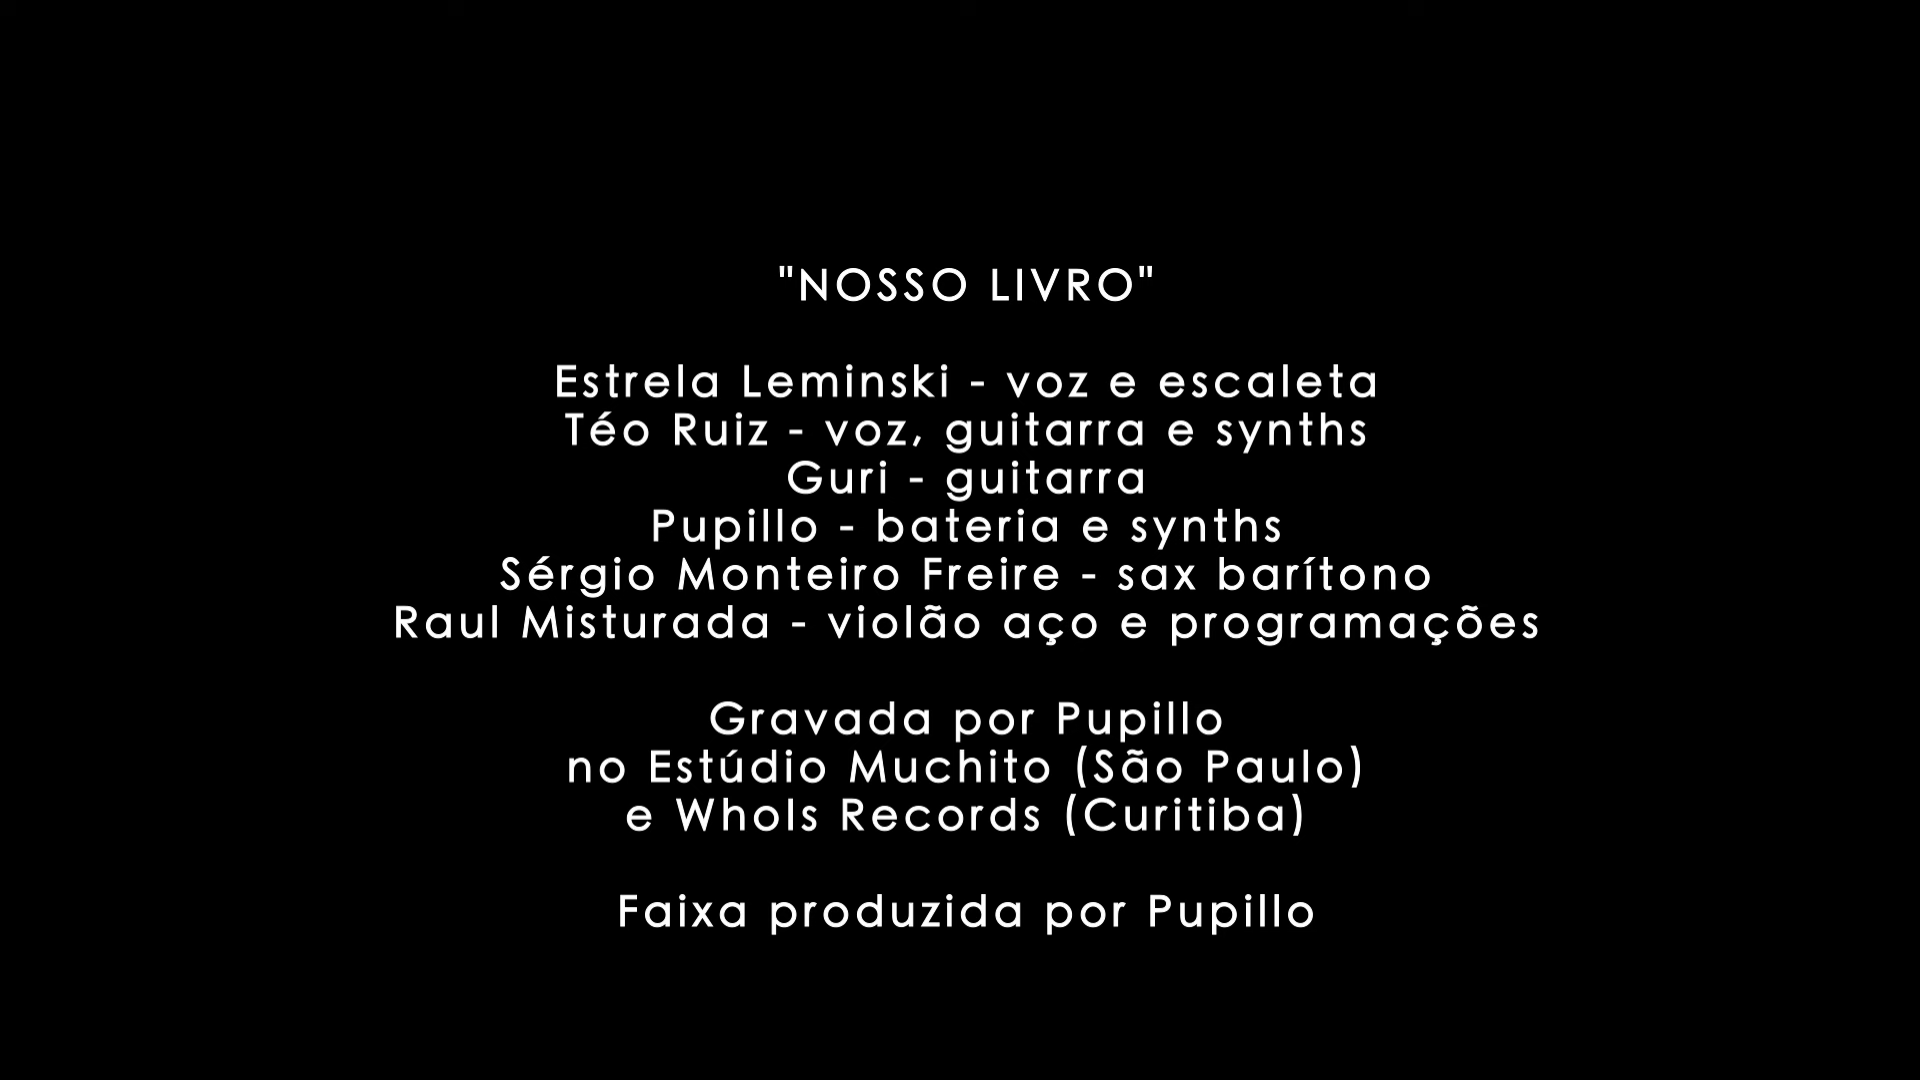 "NOSSO LIVRO"
Estrela Leminski - voz e escaleta
Téo Ruiz - voz, guitarra e synths
Guri - guitarra
Pupillo - bateria e synths
Sérgio Monteiro Freire - sax barítono
Raul Misturada - violão aço e programações
Gravada por Pupillo
no Estúdio Muchito (São Paulo)
e WhoIs Records (Curitiba)
Faixa produzida por Pupillo